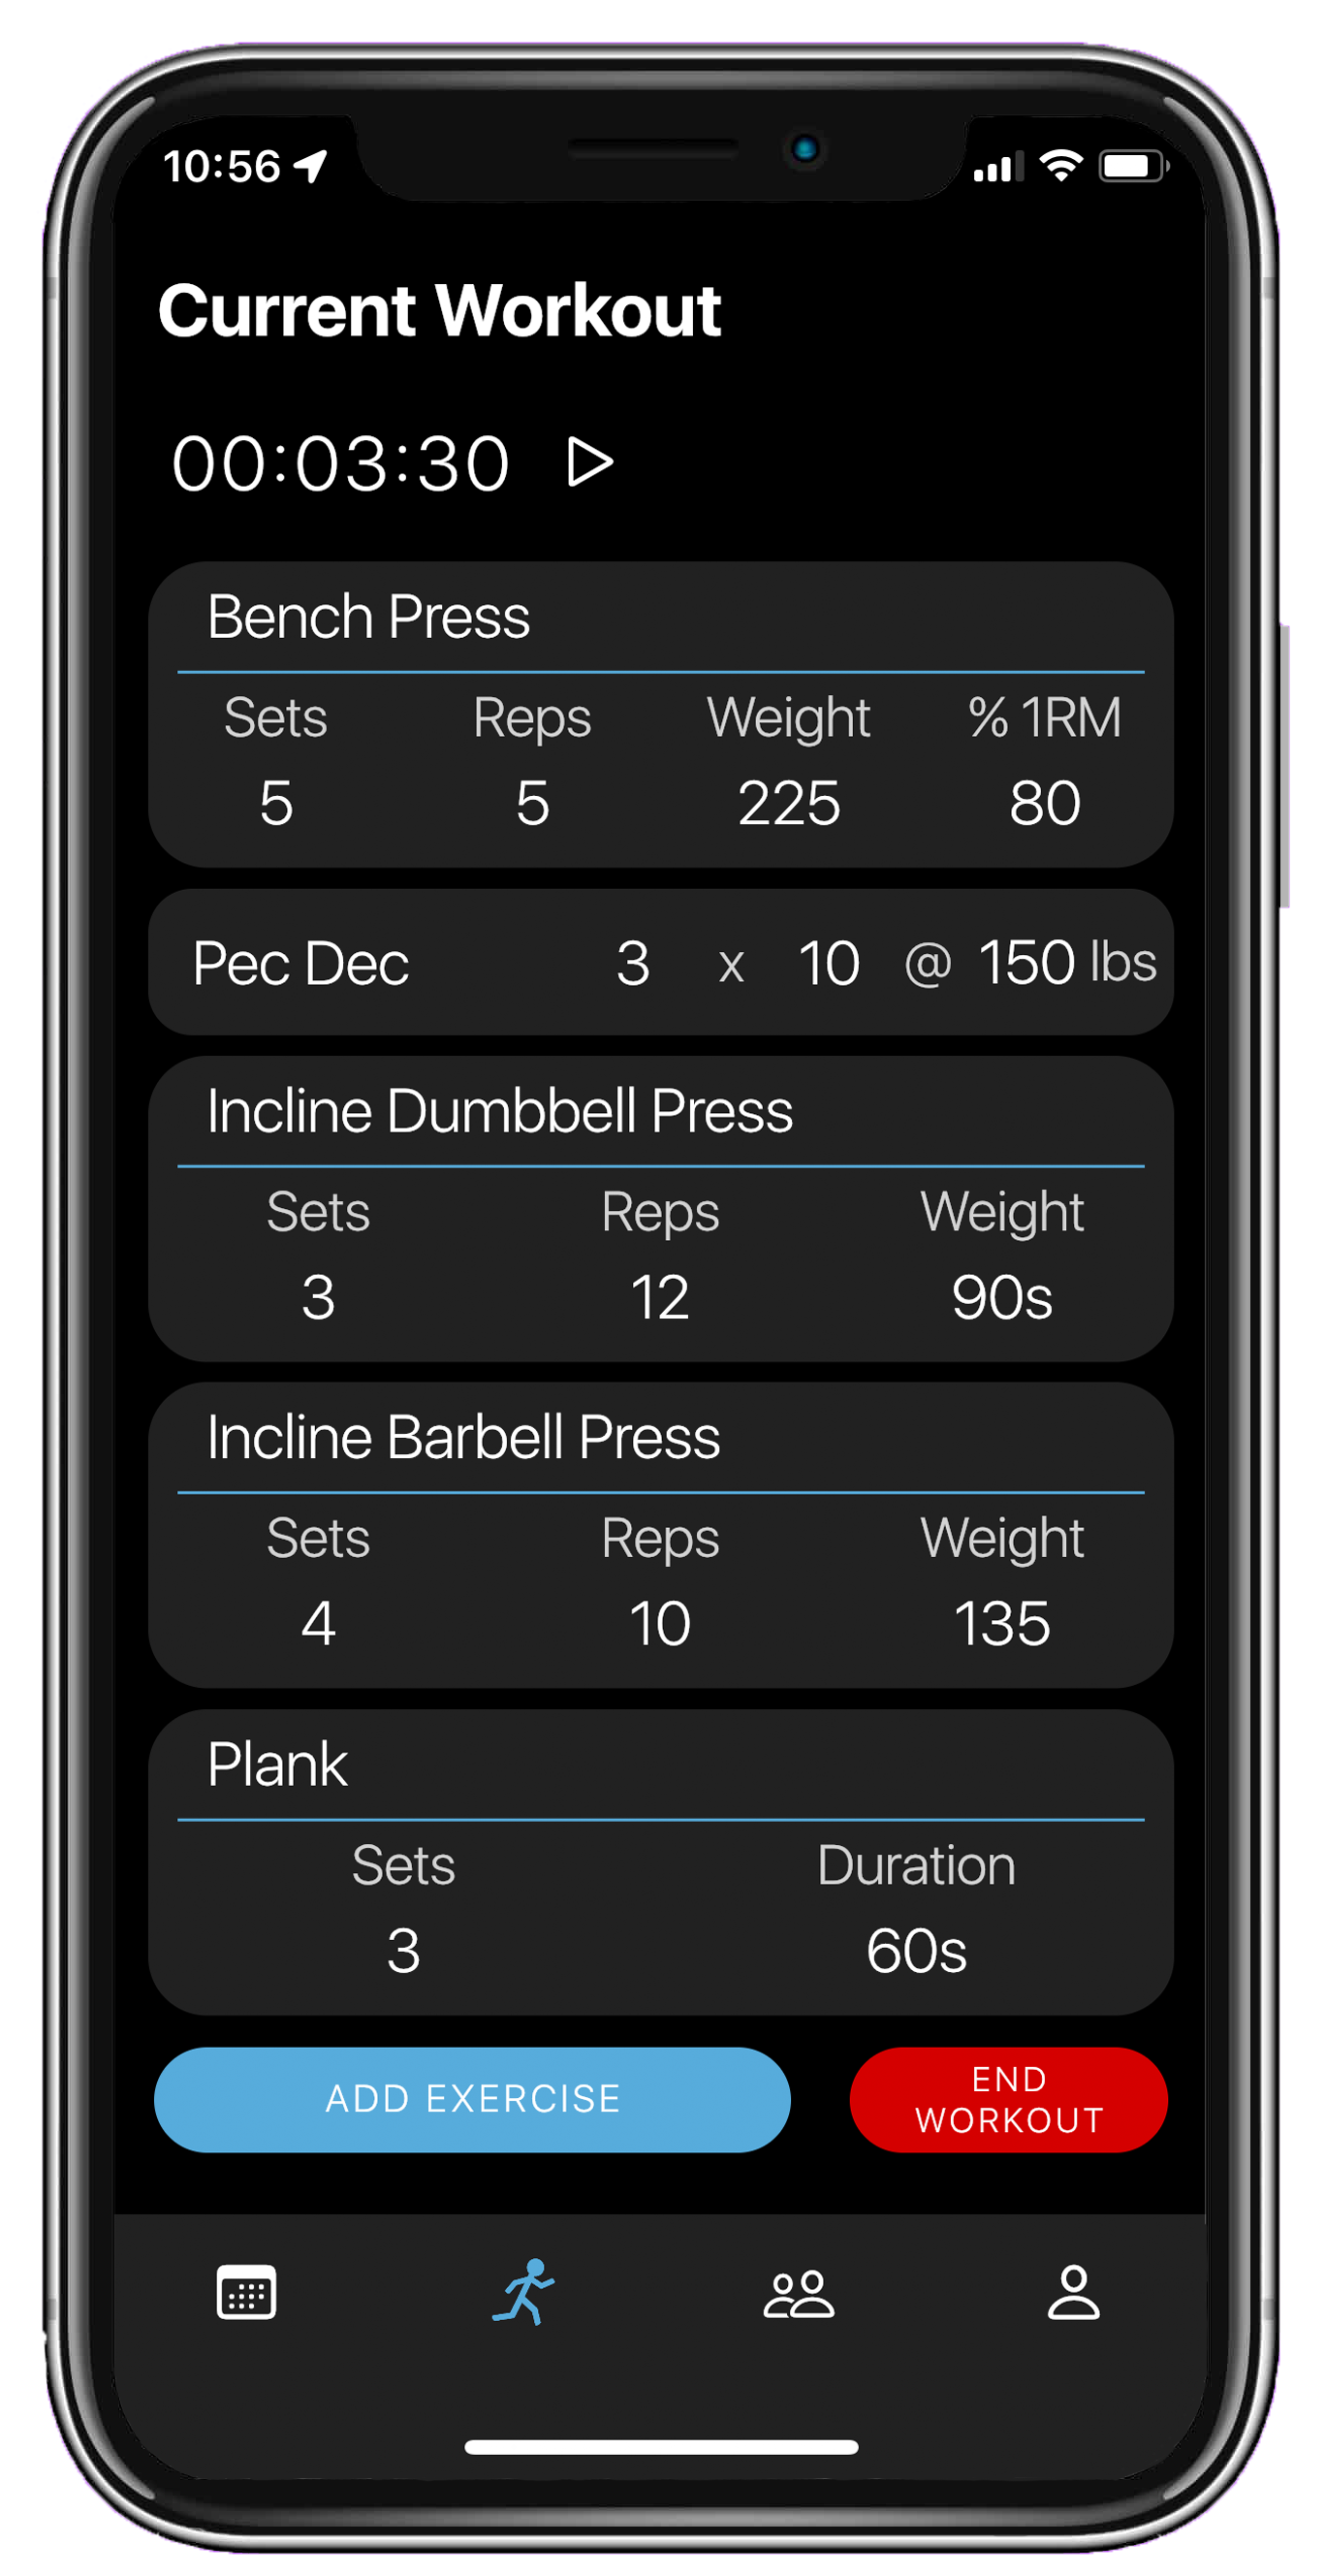 10:56
Current Workout
00:03:30
Bench Press
Sets Reps Weight % 1RM
5 5 225 80
Pec Dec 3 x 10 @ 150 lbs
Incline Dumbbell Press
Sets Reps Weight
3 12 90s
Incline Barbell Press
Sets Reps Weight
4 10 135
Plank
Sets Duration
3 60s
ADD EXERCISE
END
WORKOUT